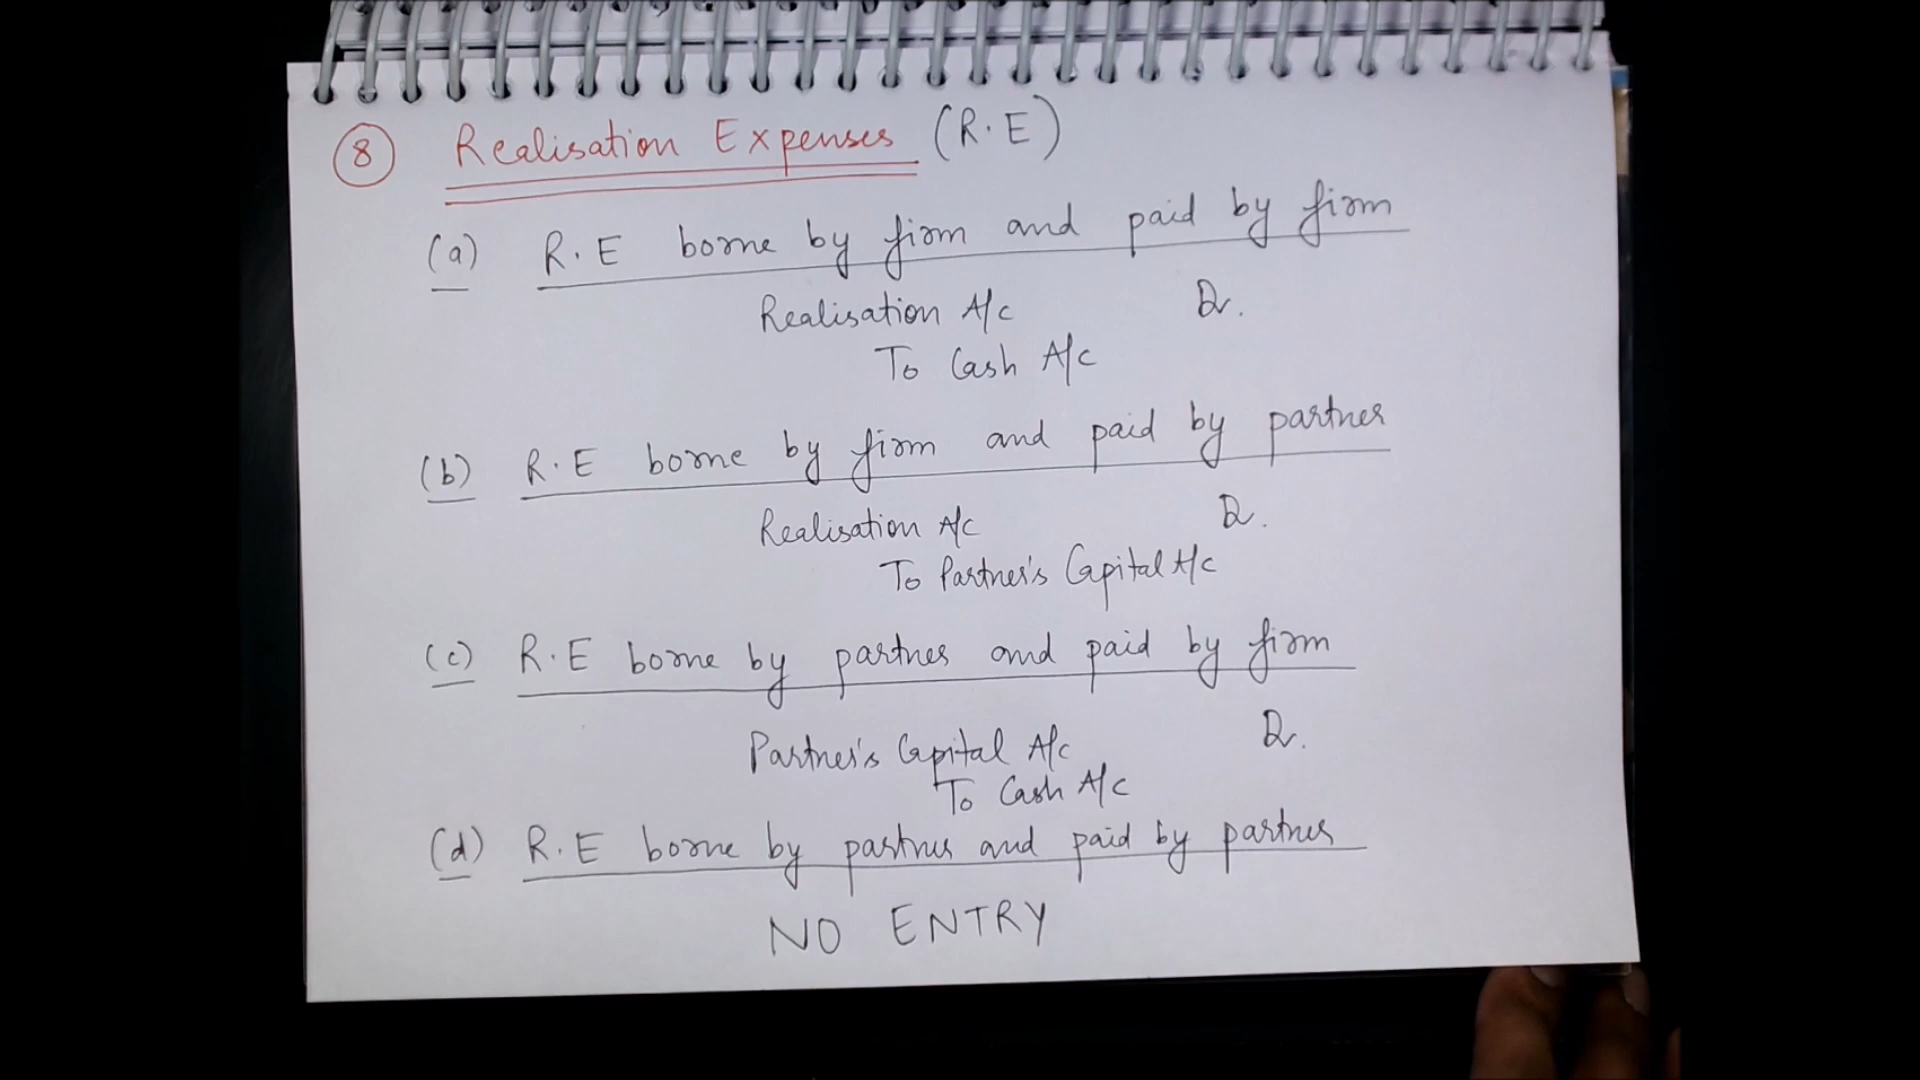 8 Realisation Expenses (R.E)
(a) R.E borne by firm and paid by firm
Realisation A/c Dr.
To Cash A/c
(b) R.E borne by firm and paid by partner
Realisation A/c Dr.
To Partner's Capital A/c
(c) R.E borne by partner and paid by firm
Partner's Capital A/c Dr.
To Cash A/c
(d) R.E borne by partner and paid by partner
NO ENTRY